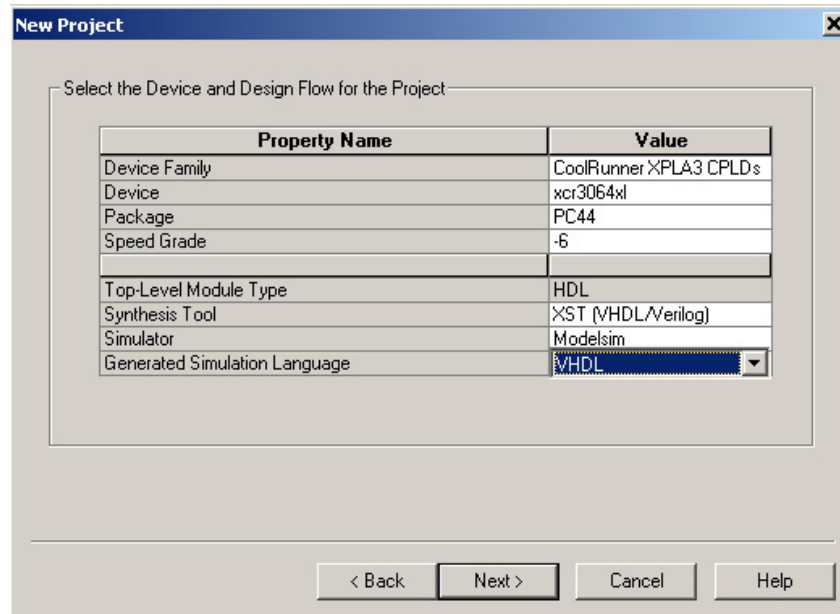 New Project
Select the Device and Design Flow for the Project
Property Name Value
Device Family CoolRunner XPLA3 CPLDs
Device xcr3064xl
Package PC44
Speed Grade -6
Top-Level Module Type HDL
Synthesis Tool XST (VHDL/Verilog)
Simulator Modelsim
Generated Simulation Language VHDL
< Back Next > Cancel Help